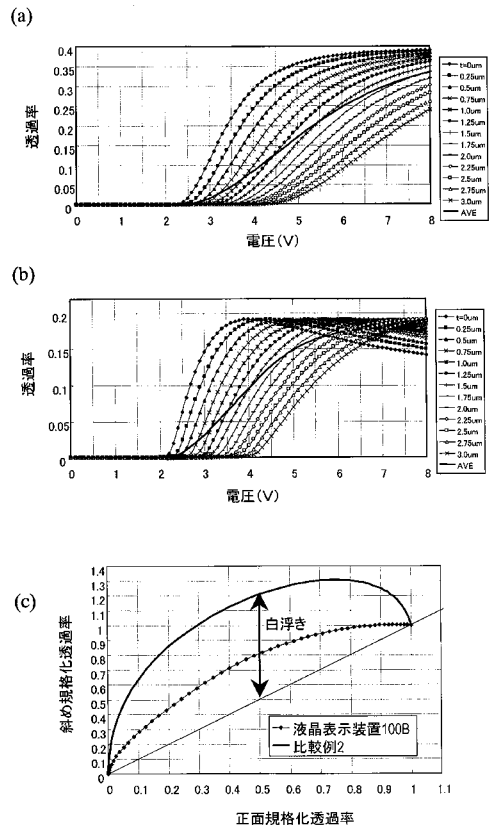 (a)
透過率
0.4
0.35
0.3
0.25
0.2
0.15
0.1
0.05
0
0 1 2 3 4 5 6 7 8
電圧(V)
t=0um
0.25um
0.5um
0.75um
1.0um
1.25um
1.5um
1.75um
2.0um
2.25um
2.5um
2.75um
3.0um
AVE
(b)
透過率
0.2
0.15
0.1
0.05
0
0 1 2 3 4 5 6 7 8
電圧(V)
t=0um
0.25um
0.5um
0.75um
1.0um
1.25um
1.5um
1.75um
2.0um
2.25um
2.5um
2.75um
3.0um
AVE
(c)
斜め規格化透過率
1.4
1.3
1.2
1.1
1
0.9
0.8
0.7
0.6
0.5
0.4
0.3
0.2
0.1
0
白浮き
液晶表示装置100B
比較例2
0 0.1 0.2 0.3 0.4 0.5 0.6 0.7 0.8 0.9 1 1.1
正面規格化透過率